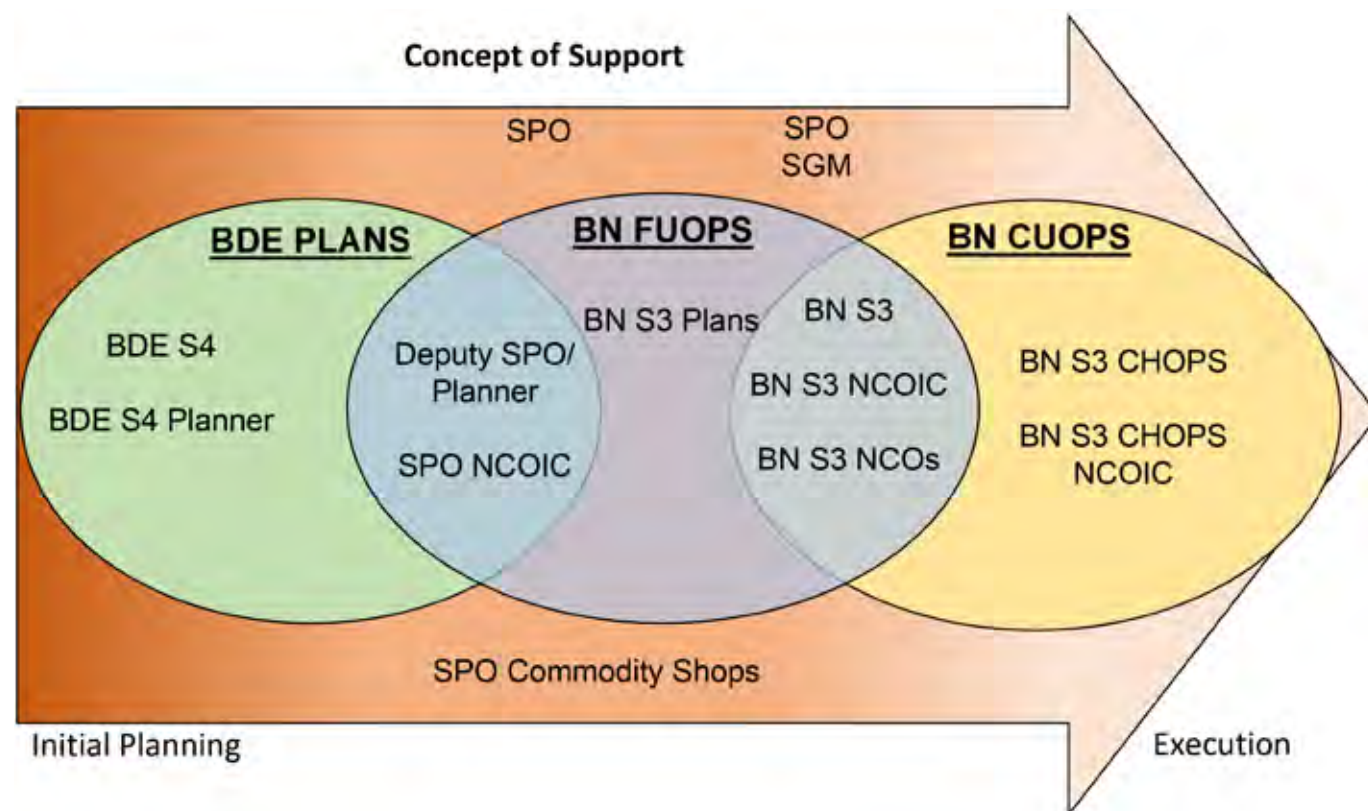 Concept of Support
SPO
SPO
SGM
BDE PLANS
BN FUOPS
BN CUOPS
BDE S4
BDE S4 Planner
Deputy SPO/
Planner
SPO NCOIC
BN S3 Plans
BN S3
BN S3 NCOIC
BN S3 NCOs
BN S3 CHOPS
BN S3 CHOPS
NCOIC
SPO Commodity Shops
Initial Planning
Execution